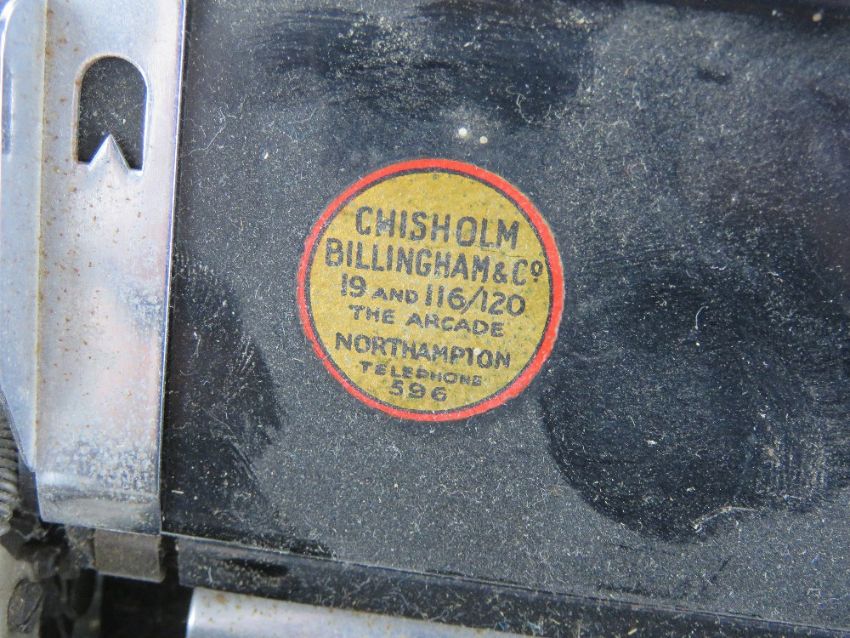 CHISHOLM
BILLINGHAM & Cº
19 AND 116/120
THE ARCADE
NORTHAMPTON
TELEPHONE
596